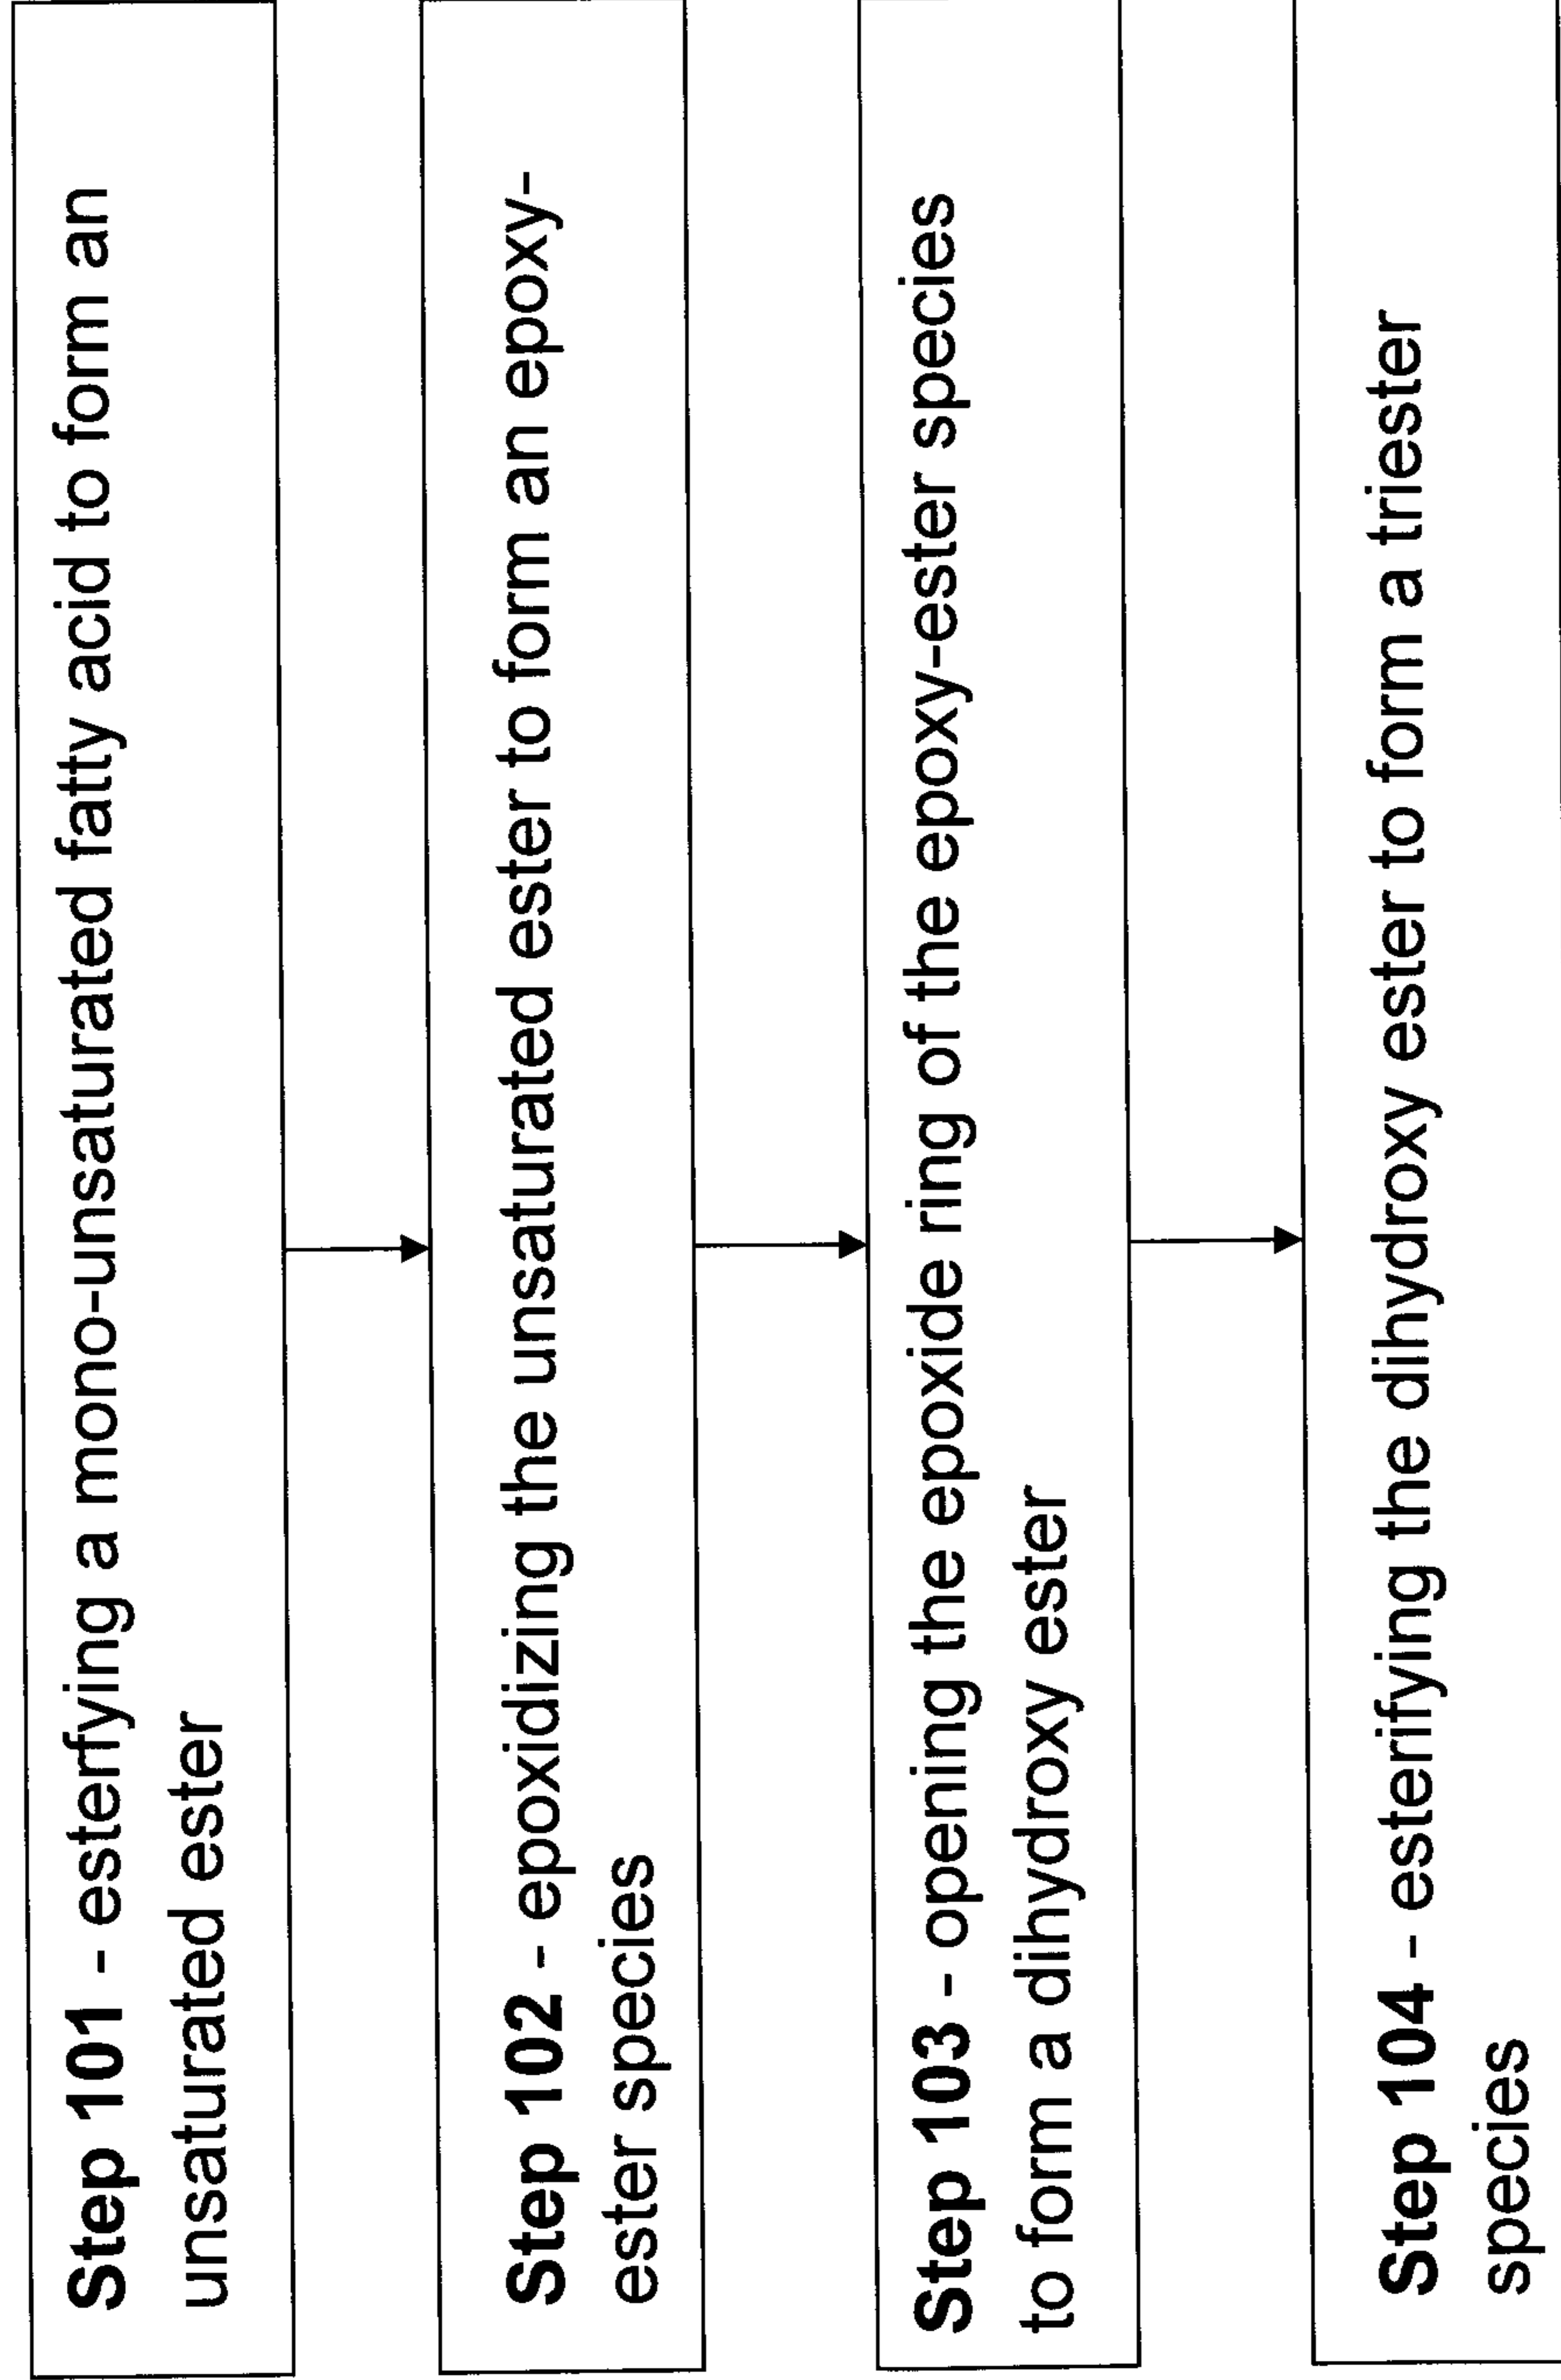 Step 101 - esterfying a mono-unsaturated fatty acid to form an
unsaturated ester
Step 102 - epoxidizing the unsaturated ester to form an epoxy-
ester species
Step 103 - opening the epoxide ring of the epoxy-ester species
to form a dihydroxy ester
Step 104 - esterifying the dihydroxy ester to form a triester
species